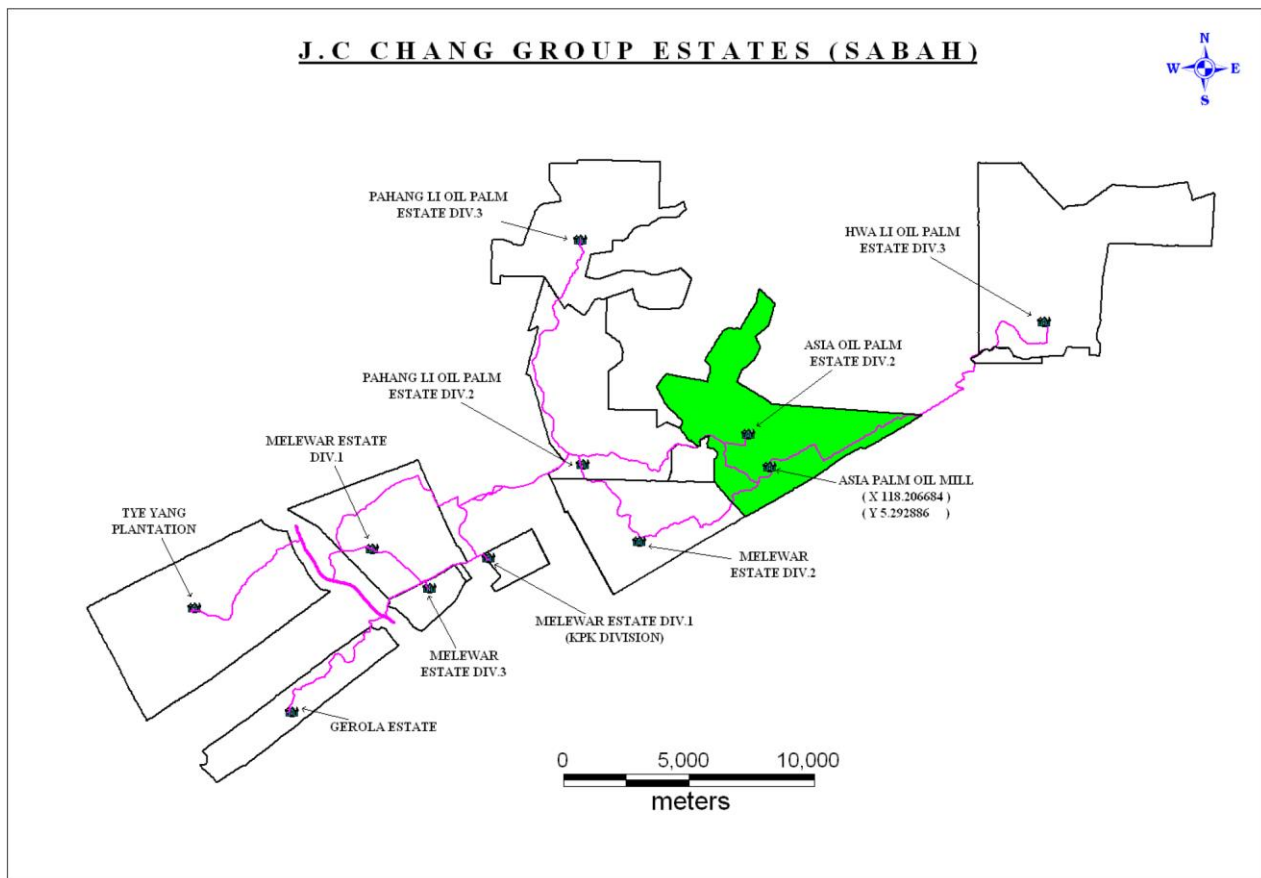 J.C CHANG GROUP ESTATES (SABAH)
N
W
E
S
PAHANG LI OIL PALM
ESTATE DIV.3
HWA LI OIL PALM
ESTATE DIV.3
ASIA OIL PALM
ESTATE DIV.2
PAHANG LI OIL PALM
ESTATE DIV.2
MELEWAR ESTATE
DIV.1
ASIA PALM OIL MILL
( X 118.206684 )
( Y 5.292886 )
TYE YANG
PLANTATION
MELEWAR
ESTATE DIV.2
MELEWAR ESTATE DIV.1
(KPK DIVISION)
MELEWAR
ESTATE DIV.3
GEROLA ESTATE
0 5,000 10,000
meters